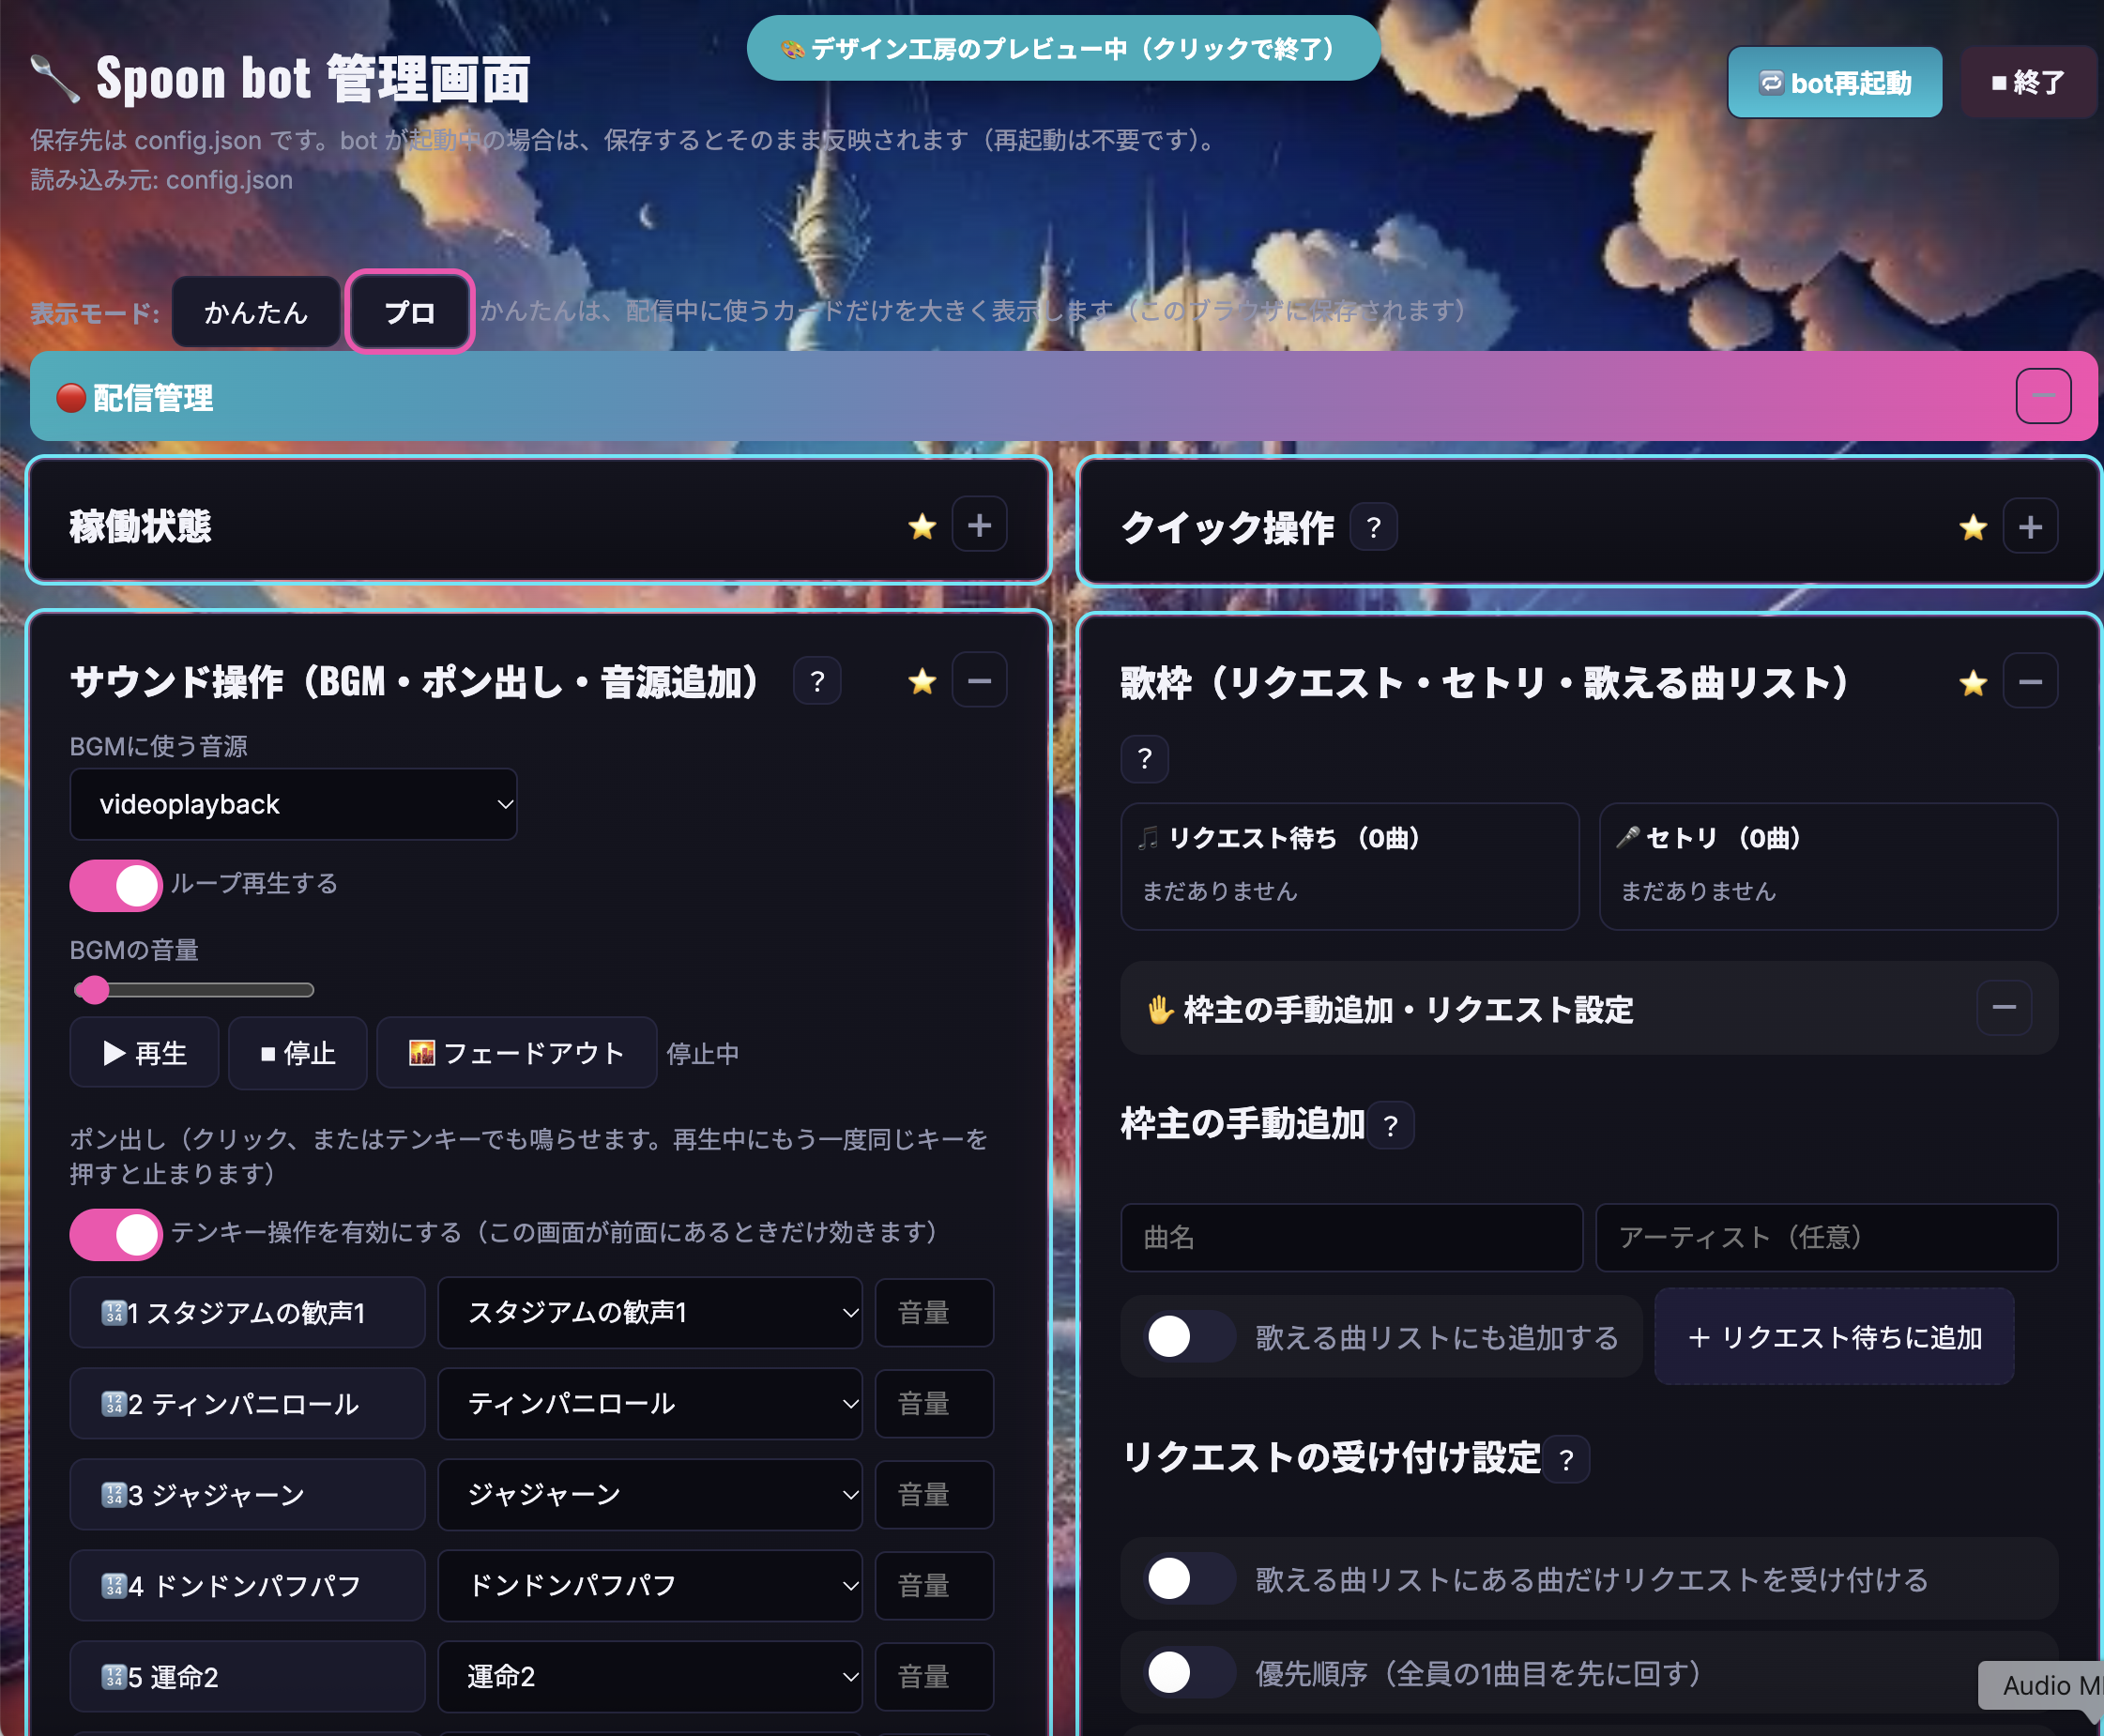 🎨 デザイン工房のプレビュー中（クリックで終了）
🥄 Spoon bot 管理画面
🔁 bot再起動
■ 終了
保存先は config.json です。bot が起動中の場合は、保存するとそのまま反映されます（再起動は不要です）。
読み込み元: config.json
表示モード: かんたん プロ かんたんは、配信中に使うカードだけを大きく表示します（このブラウザに保存されます）
🔴 配信管理 −
稼働状態 ⭐ ＋
クイック操作 ? ⭐ ＋
サウンド操作（BGM・ポン出し・音源追加） ? ⭐ −
BGMに使う音源
videoplayback
ループ再生する
BGMの音量
▶ 再生 ■ 停止 🌇 フェードアウト 停止中
ポン出し（クリック、またはテンキーでも鳴らせます。再生中にもう一度同じキーを
押すと止まります）
テンキー操作を有効にする（この画面が前面にあるときだけ効きます）
🔢1 スタジアムの歓声1 スタジアムの歓声1 音量
🔢2 ティンパニロール ティンパニロール 音量
🔢3 ジャジャーン ジャジャーン 音量
🔢4 ドンドンパフパフ ドンドンパフパフ 音量
🔢5 運命2 運命2 音量
歌枠（リクエスト・セトリ・歌える曲リスト） ⭐ −
?
🎵 リクエスト待ち （0曲）
まだありません
🎤 セトリ （0曲）
まだありません
🖐 枠主の手動追加・リクエスト設定 −
枠主の手動追加 ?
曲名 アーティスト（任意）
歌える曲リストにも追加する ＋ リクエスト待ちに追加
リクエストの受け付け設定 ?
歌える曲リストにある曲だけリクエストを受け付ける
優先順序（全員の1曲目を先に回す）
Audio